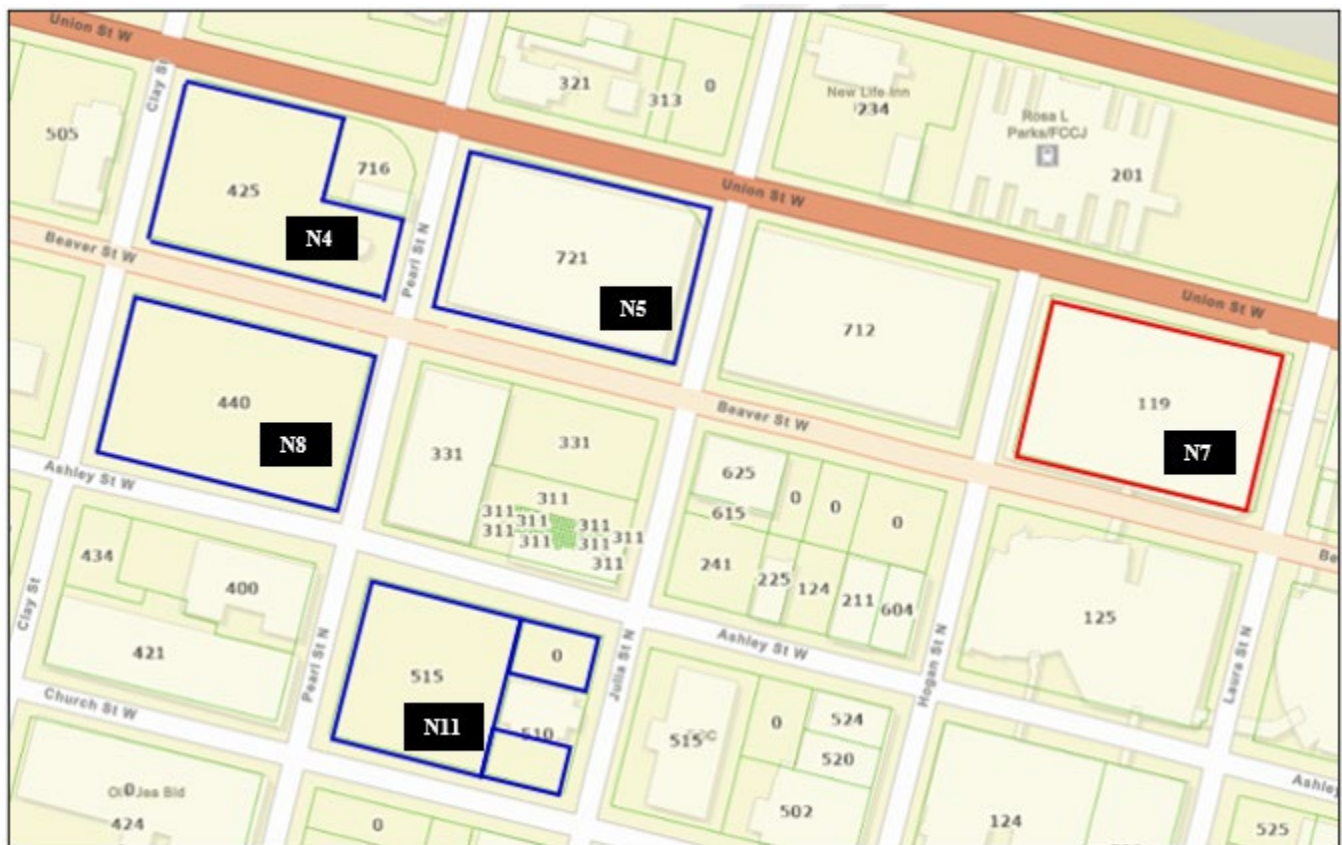 Union St W
Clay St
505
425
N4
716
321
313
0
New Life Inn
234
Rosa L
Parks/FCCJ
201
Union St W
Union St W
Beaver St W
Pearl St N
721
N5
712
119
N7
440
N8
Beaver St W
331
331
311
311
311
311
311
311
311
311
311
625
615
0
0
0
241
225
124
211
604
125
Ashley St W
434
400
421
Clay St
Pearl St N
515
N11
0
510
Julia St N
Ashley St W
Hogan St N
Laura St N
Church St W
515
0
524
520
502
124
525
0
424
0